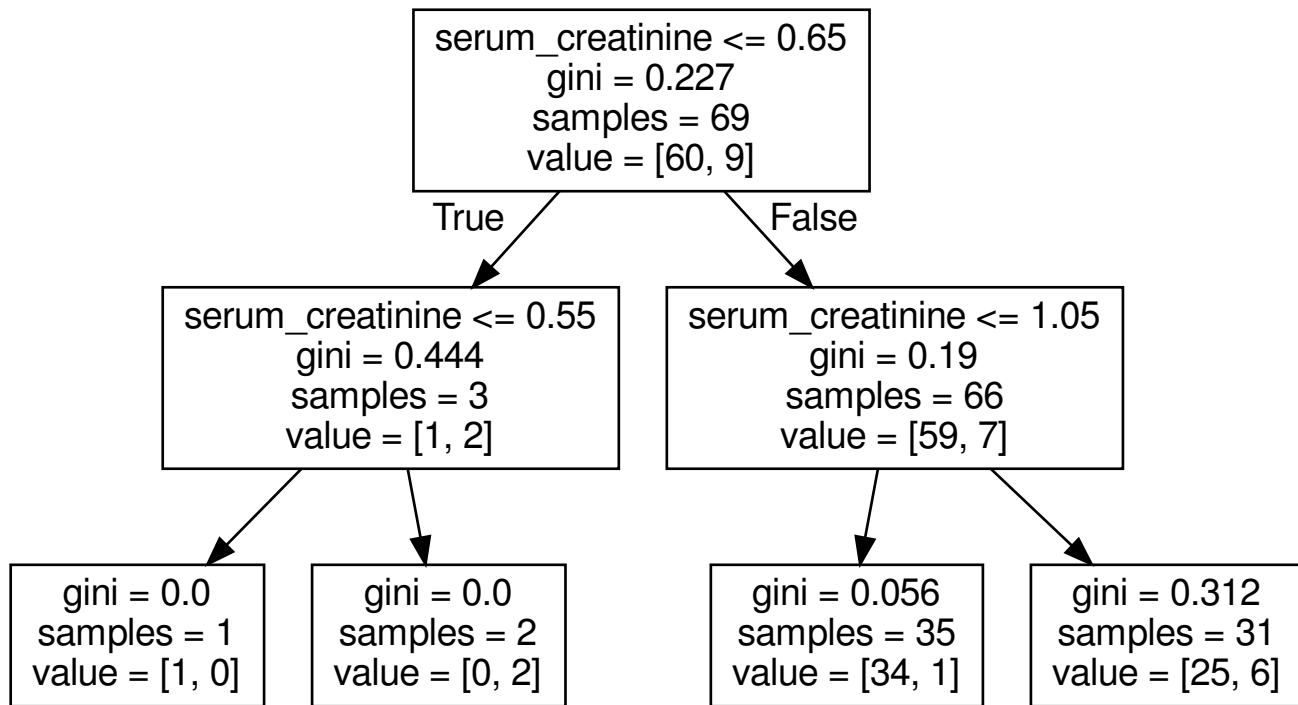 serum_creatinine <= 0.65
gini = 0.227
samples = 69
value = [60, 9]
True
False
serum_creatinine <= 0.55
gini = 0.444
samples = 3
value = [1, 2]
serum_creatinine <= 1.05
gini = 0.19
samples = 66
value = [59, 7]
gini = 0.0
samples = 1
value = [1, 0]
gini = 0.0
samples = 2
value = [0, 2]
gini = 0.056
samples = 35
value = [34, 1]
gini = 0.312
samples = 31
value = [25, 6]